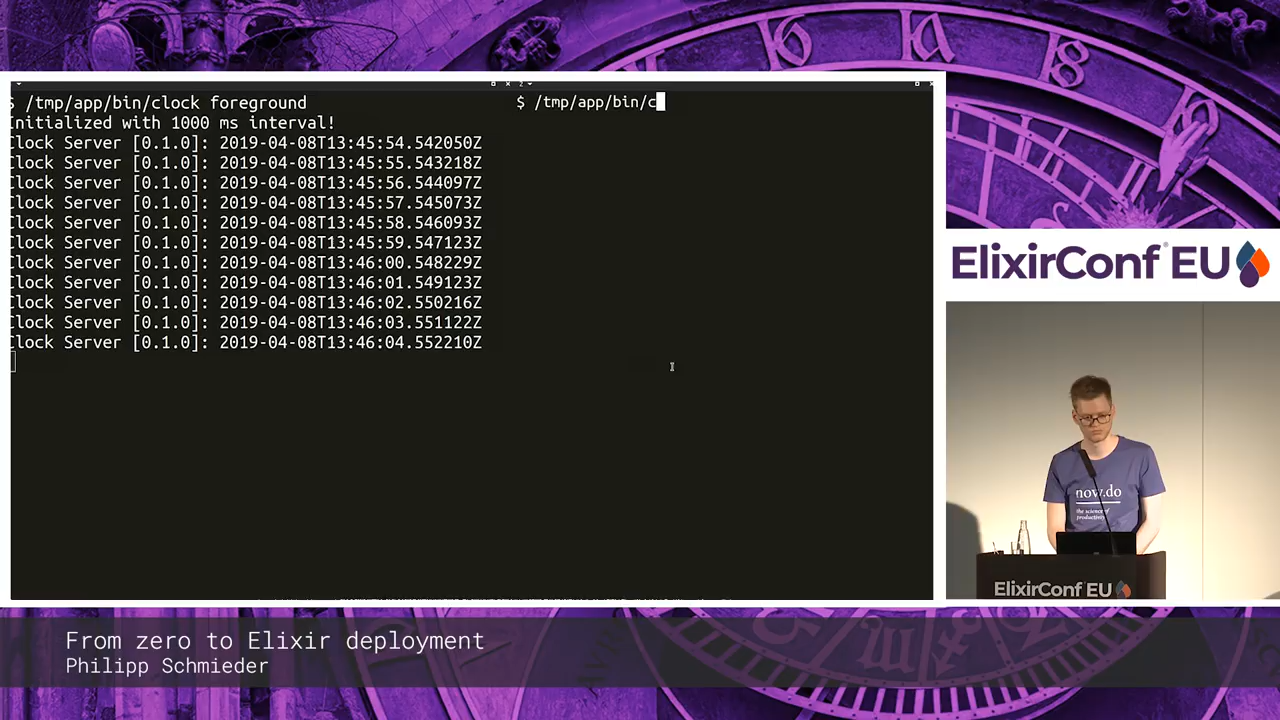 $ /tmp/app/bin/clock foreground
Initialized with 1000 ms interval!
Clock Server [0.1.0]: 2019-04-08T13:45:54.542050Z
Clock Server [0.1.0]: 2019-04-08T13:45:55.543218Z
Clock Server [0.1.0]: 2019-04-08T13:45:56.544097Z
Clock Server [0.1.0]: 2019-04-08T13:45:57.545073Z
Clock Server [0.1.0]: 2019-04-08T13:45:58.546093Z
Clock Server [0.1.0]: 2019-04-08T13:45:59.547123Z
Clock Server [0.1.0]: 2019-04-08T13:46:00.548229Z
Clock Server [0.1.0]: 2019-04-08T13:46:01.549123Z
Clock Server [0.1.0]: 2019-04-08T13:46:02.550216Z
Clock Server [0.1.0]: 2019-04-08T13:46:03.551122Z
Clock Server [0.1.0]: 2019-04-08T13:46:04.552210Z
$ /tmp/app/bin/c
ElixirConf® EU
now.do
the science of
productivity
ElixirConf EU
From zero to Elixir deployment
Philipp Schmieder